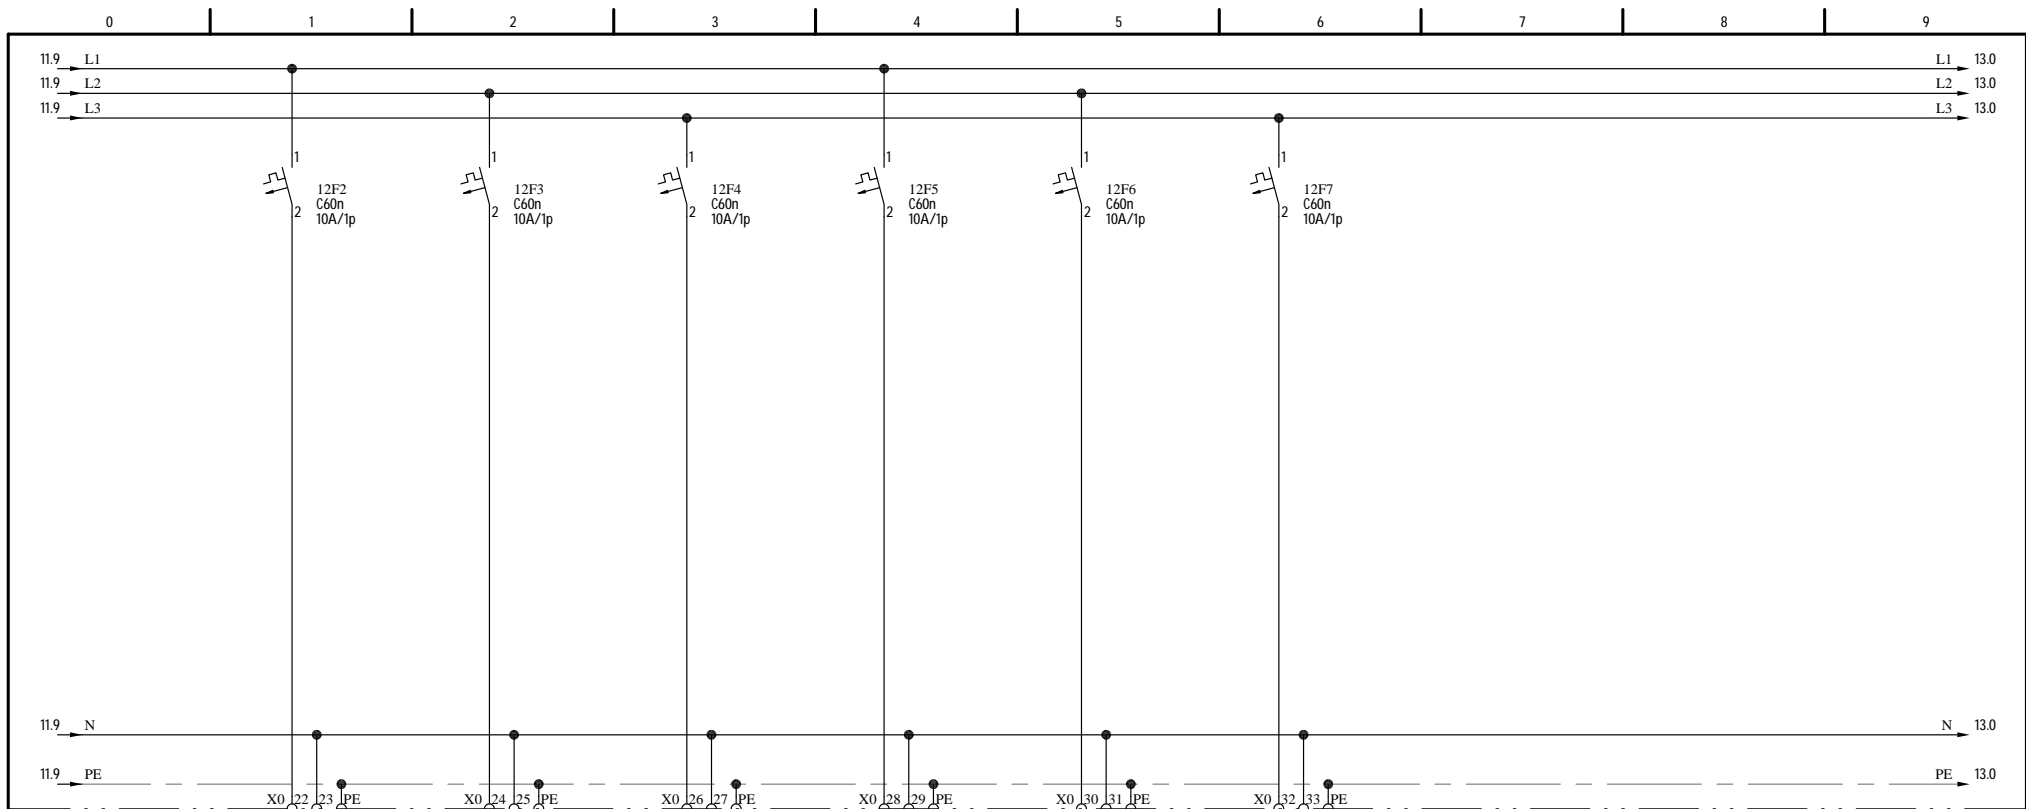 0 1 2 3 4 5 6 7 8 9
11.9 L1 L1 13.0
11.9 L2 L2 13.0
11.9 L3 L3 13.0
1 1 1 1 1 1
12F2 12F3 12F4 12F5 12F6 12F7
C60n C60n C60n C60n C60n C60n
2 10A/1p 2 10A/1p 2 10A/1p 2 10A/1p 2 10A/1p 2 10A/1p
11.9 N N 13.0
11.9 PE PE 13.0
X0 22 23 PE X0 24 25 PE X0 26 27 PE X0 28 29 PE X0 30 31 PE X0 32 33 PE